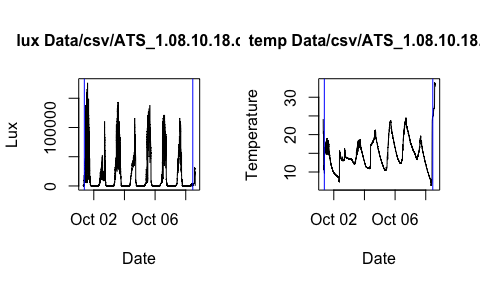 lux Data/csv/ATS_1.08.10.18.c
temp Data/csv/ATS_1.08.10.18.
Lux
0
100000
Oct 02
Oct 06
Date
Temperature
10
20
30
Oct 02
Oct 06
Date